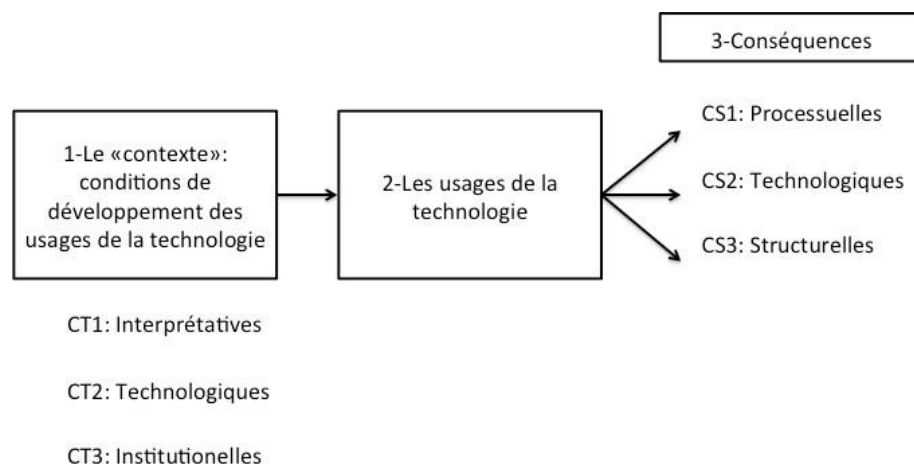 3-Conséquences
1-Le «contexte»:
conditions de
développement des
usages de la technologie
2-Les usages de la
technologie
CS1: Processuelles
CS2: Technologiques
CS3: Structurelles
CT1: Interprétatives
CT2: Technologiques
CT3: Institutionelles